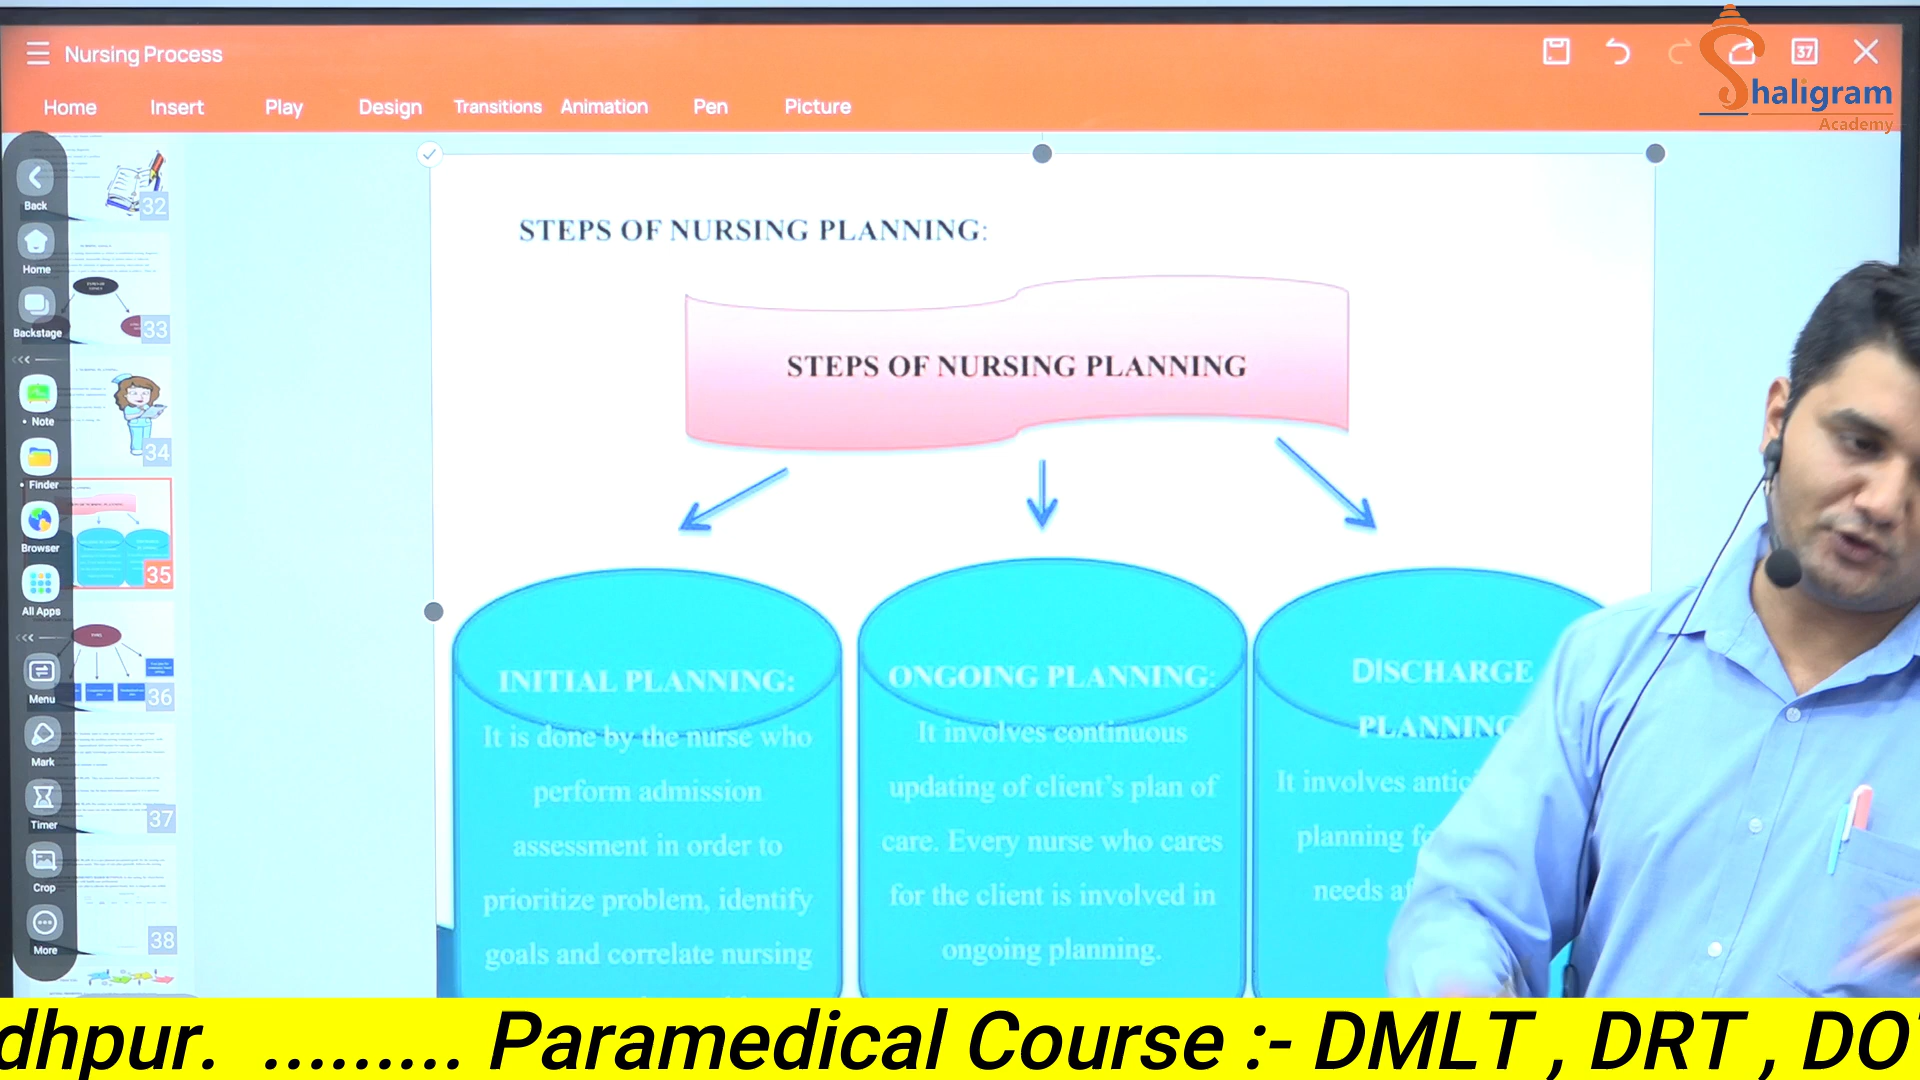 Nursing Process
37
Shaligram
Academy
Home Insert Play Design Transitions Animation Pen Picture
Back
Home
Backstage
Note
Finder
Browser
All Apps
Menu
Mark
Timer
Crop
More
32
33
34
35
36
37
38
STEPS OF NURSING PLANNING:
STEPS OF NURSING PLANNING
INITIAL PLANNING:
It is done by the nurse who
perform admission
assessment in order to
prioritize problem, identify
goals and correlate nursing
ONGOING PLANNING:
It involves continuous
updating of client's plan of
care. Every nurse who cares
for the client is involved in
ongoing planning.
DISCHARGE
PLANNING
It involves
planning
needs
dhpur. ......... Paramedical Course :- DMLT , DRT ,